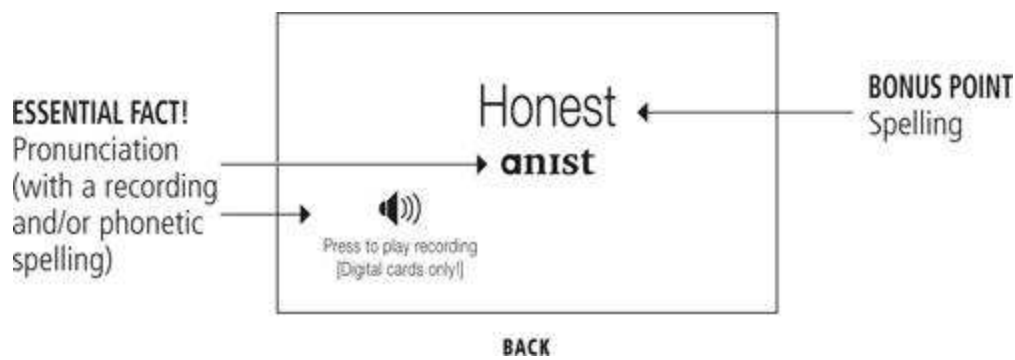 ESSENTIAL FACT!
Pronunciation
(with a recording
and/or phonetic
spelling)
Honest
ɑnɪst
Press to play recording
[Digital cards only!]
BONUS POINT
Spelling
BACK